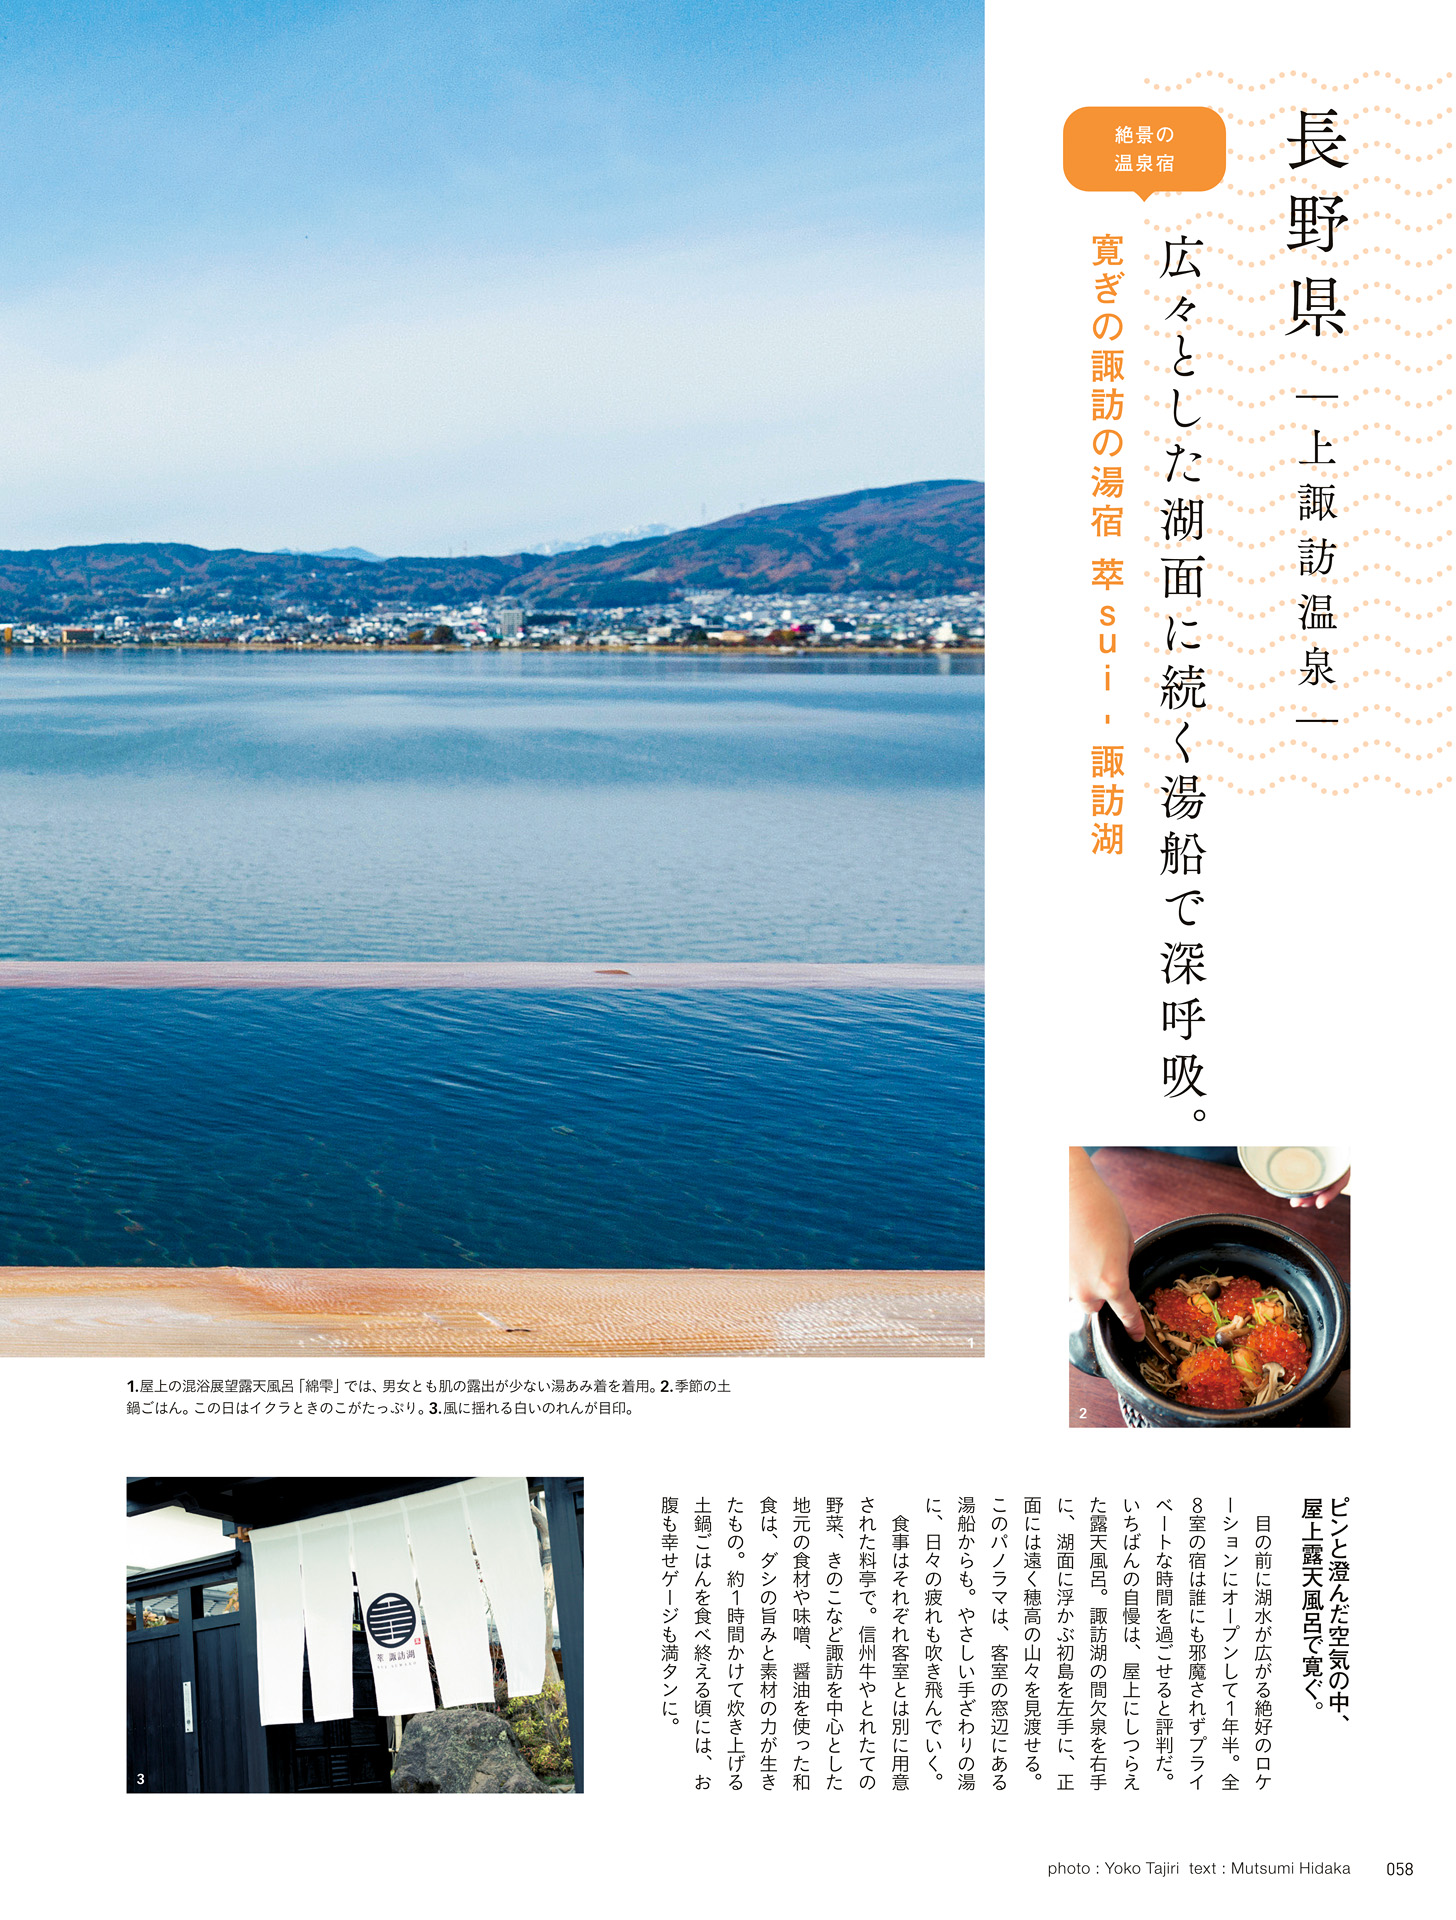 長野県
―上諏訪温泉―
絶景の
温泉宿
広々とした湖面に続く湯船で深呼吸。
寛ぎの諏訪の湯宿 萃sui-諏訪湖
1
2
1.屋上の混浴展望露天風呂「綿雫」では、男女とも肌の露出が少ない湯あみ着を着用。2.季節の土
鍋ごはん。この日はイクラときのこがたっぷり。3.風に揺れる白いのれんが目印。
ピンと澄んだ空気の中、
屋上露天風呂で寛ぐ。
目の前に湖水が広がる絶好のロケ
ーションにオープンして1年半。全
8室の宿は誰にも邪魔されずプライ
ベートな時間を過ごせると評判だ。
いちばんの自慢は、屋上にしつらえ
た露天風呂。諏訪湖の間欠泉を右手
に、湖面に浮かぶ初島を左手に、正
面には遠く穂高の山々を見渡せる。
このパノラマは、客室の窓辺にある
湯船からも。やさしい手ざわりの湯
に、日々の疲れも吹き飛んでいく。
食事はそれぞれ客室とは別に用意
された料亭で。信州牛やとれたての
野菜、きのこなど諏訪を中心とした
地元の食材や味噌、醤油を使った和
食は、ダシの旨みと素材の力が生き
たもの。約1時間かけて炊き上げる
土鍋ごはんを食べ終える頃には、お
腹も幸せゲージも満タンに。
萃 諏訪湖
3
photo : Yoko Tajiri text : Mutsumi Hidaka
058